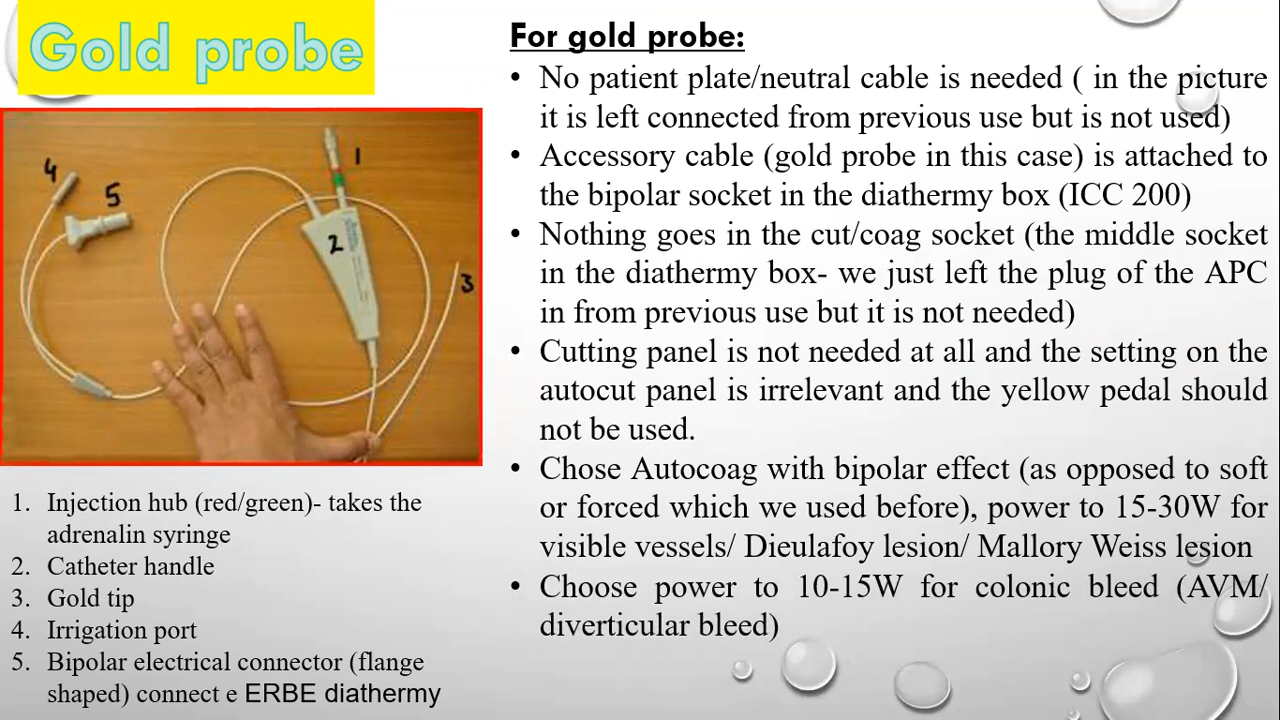 Gold probe
4
5
1
2
3
1. Injection hub (red/green)- takes the
adrenalin syringe
2. Catheter handle
3. Gold tip
4. Irrigation port
5. Bipolar electrical connector (flange
shaped) connect e ERBE diathermy
For gold probe:
• No patient plate/neutral cable is needed ( in the picture
it is left connected from previous use but is not used)
• Accessory cable (gold probe in this case) is attached to
the bipolar socket in the diathermy box (ICC 200)
• Nothing goes in the cut/coag socket (the middle socket
in the diathermy box- we just left the plug of the APC
in from previous use but it is not needed)
• Cutting panel is not needed at all and the setting on the
autocut panel is irrelevant and the yellow pedal should
not be used.
• Chose Autocoag with bipolar effect (as opposed to soft
or forced which we used before), power to 15-30W for
visible vessels/ Dieulafoy lesion/ Mallory Weiss lesion
• Choose power to 10-15W for colonic bleed (AVM/
diverticular bleed)